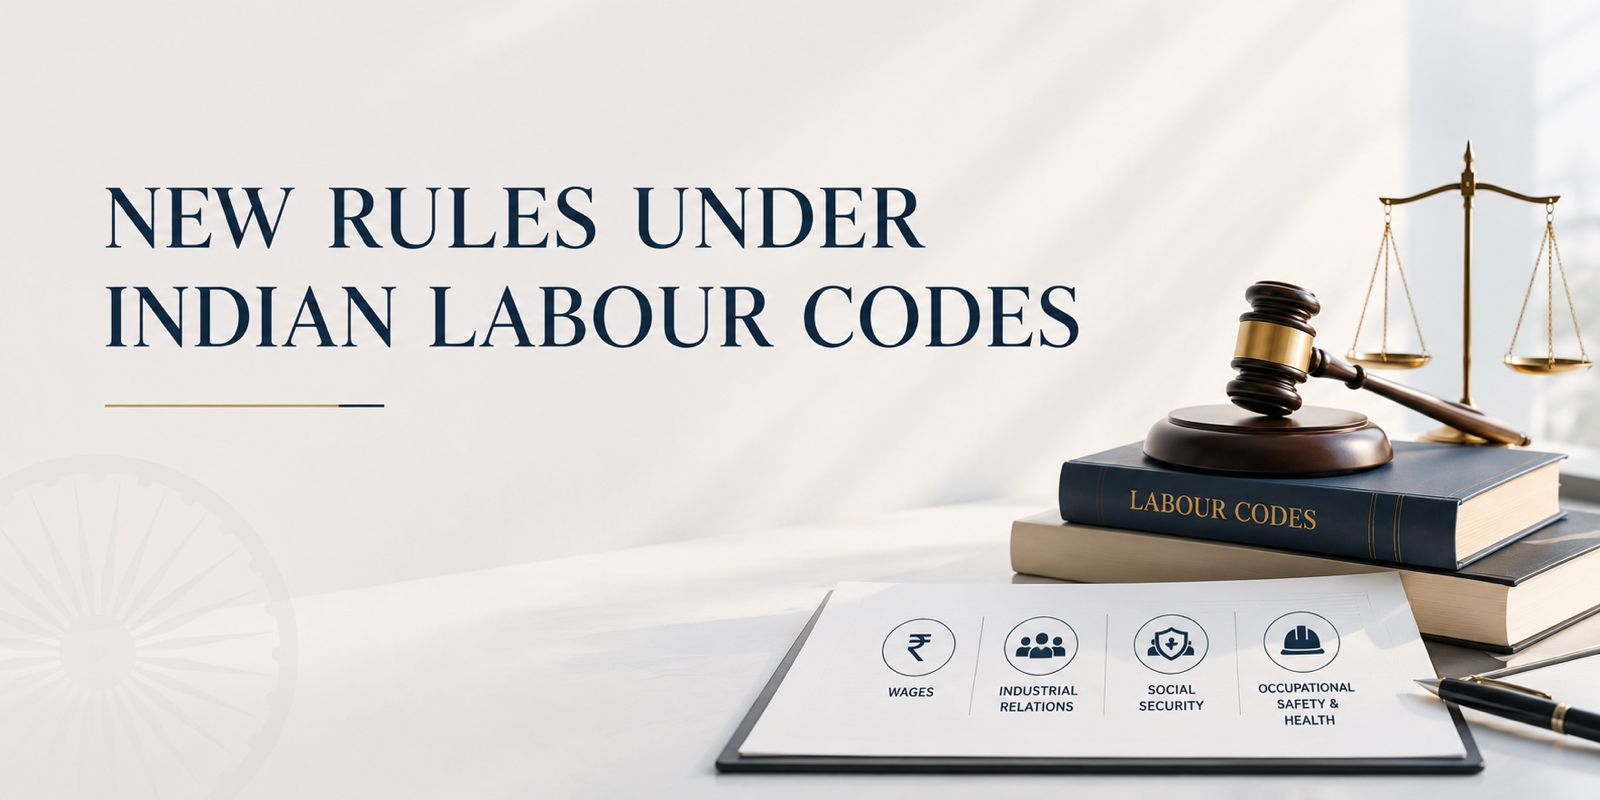 NEW RULES UNDER
INDIAN LABOUR CODES
LABOUR CODES
₹
WAGES
INDUSTRIAL
RELATIONS
SOCIAL
SECURITY
OCCUPATIONAL
SAFETY &
HEALTH